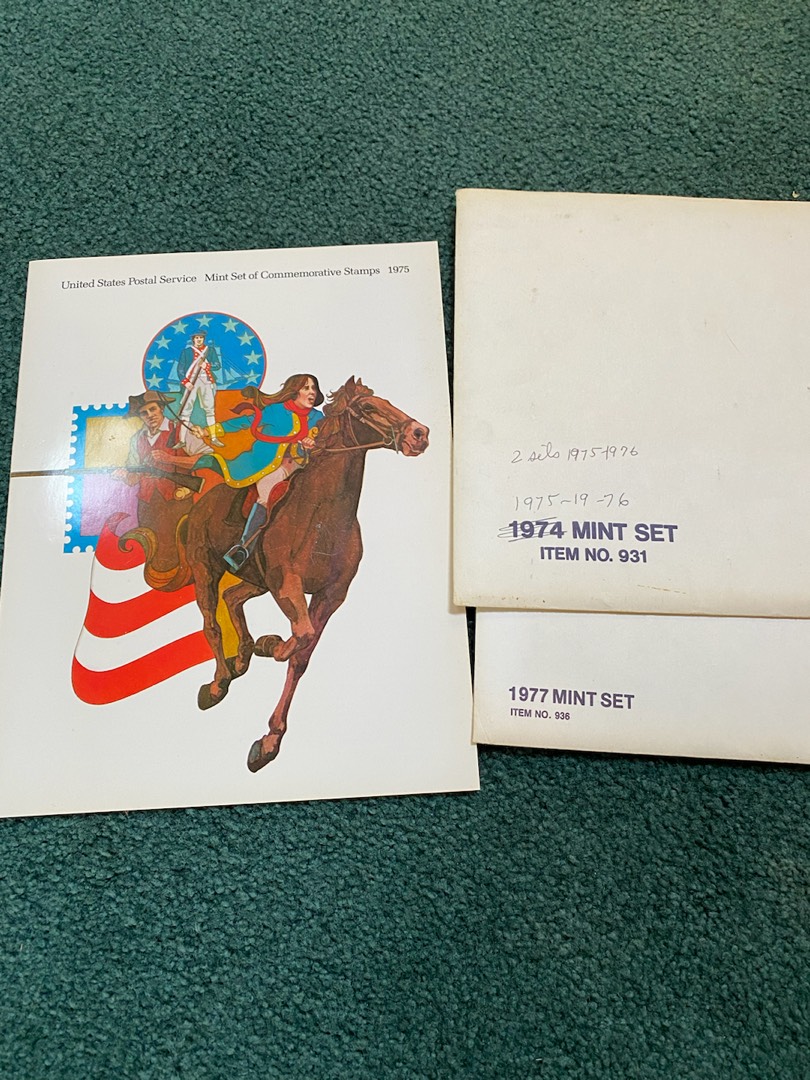 United States Postal Service Mint Set of Commemorative Stamps 1975
2 sets 1975-1976
1975-19-76
1974 MINT SET
ITEM NO. 931
1977 MINT SET
ITEM NO. 936